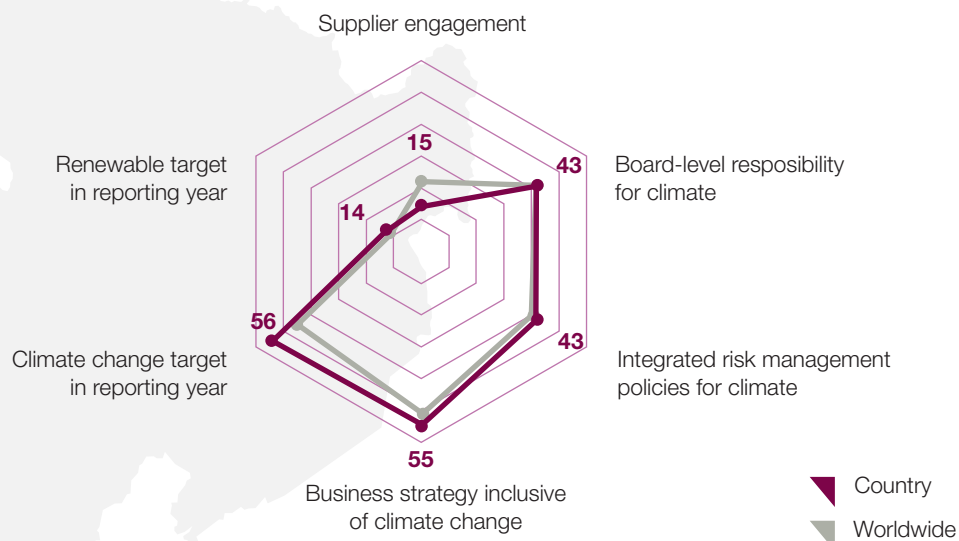 Supplier engagement
15
43
Board-level resposibility
for climate
Renewable target
in reporting year
14
56
Climate change target
in reporting year
43
Integrated risk management
policies for climate
55
Business strategy inclusive
of climate change
Country
Worldwide